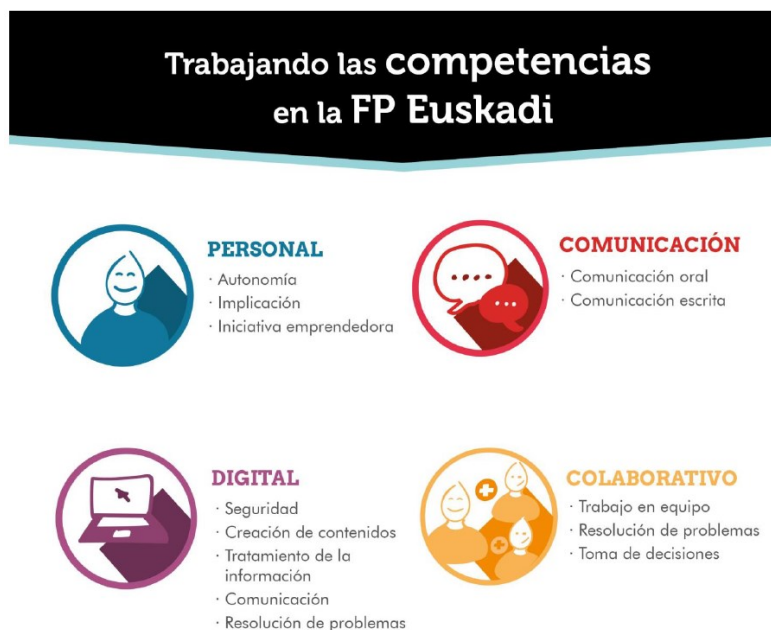 Trabajando las competencias
en la FP Euskadi
PERSONAL
· Autonomía
· Implicación
· Iniciativa emprendedora
COMUNICACIÓN
· Comunicación oral
· Comunicación escrita
DIGITAL
· Seguridad
· Creación de contenidos
· Tratamiento de la
información
· Comunicación
· Resolución de problemas
COLABORATIVO
· Trabajo en equipo
· Resolución de problemas
· Toma de decisiones